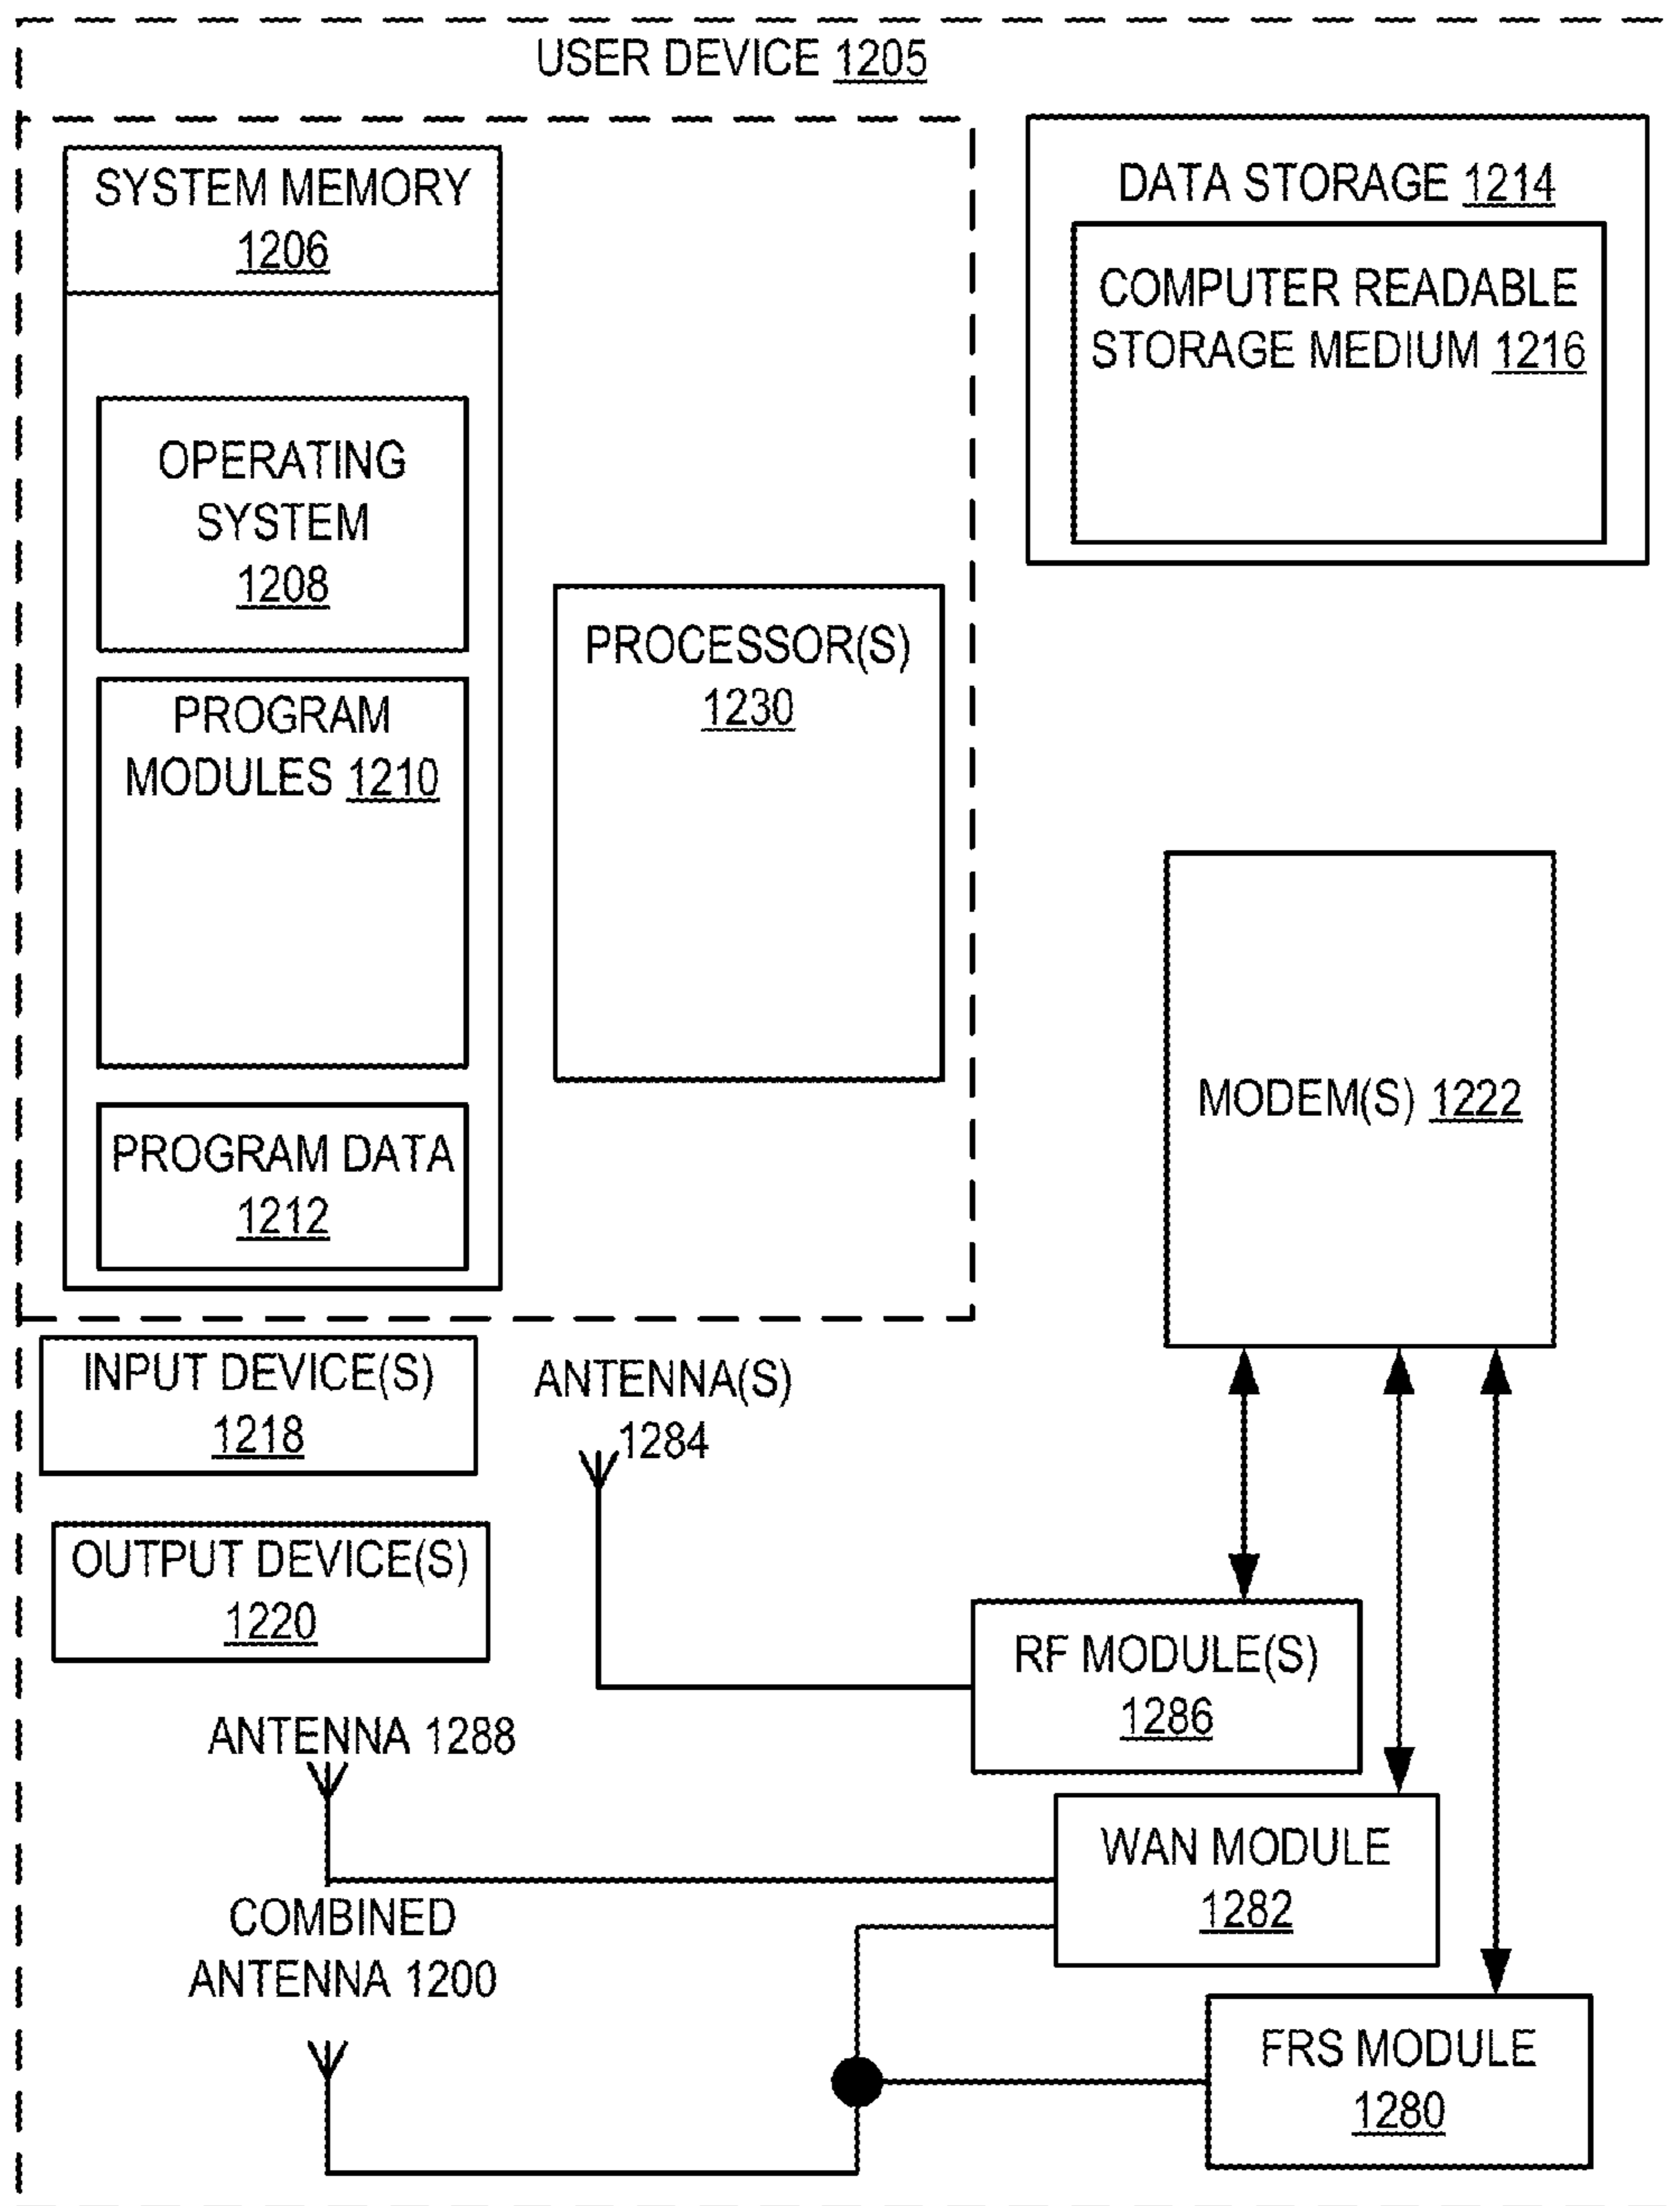 USER DEVICE 1205
SYSTEM MEMORY
1206
OPERATING
SYSTEM
1208
PROGRAM
MODULES 1210
PROGRAM DATA
1212
PROCESSOR(S)
1230
DATA STORAGE 1214
COMPUTER READABLE
STORAGE MEDIUM 1216
MODEM(S) 1222
INPUT DEVICE(S)
1218
OUTPUT DEVICE(S)
1220
ANTENNA(S)
1284
RF MODULE(S)
1286
ANTENNA 1288
WAN MODULE
1282
COMBINED
ANTENNA 1200
FRS MODULE
1280